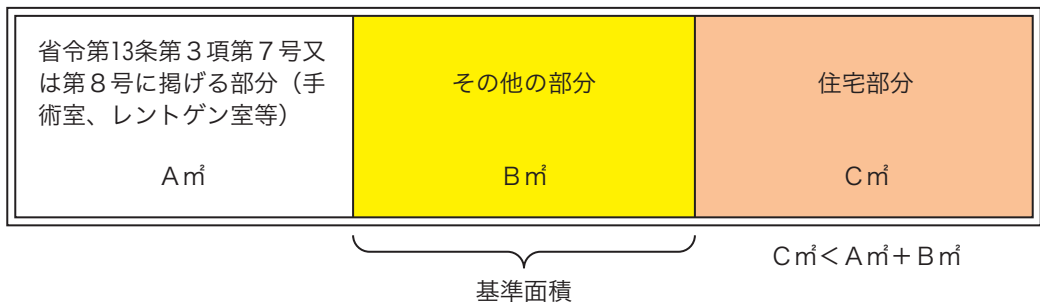 省令第13条第３項第７号又
は第８号に掲げる部分（手
術室、レントゲン室等）
Ａ㎡
その他の部分
Ｂ㎡
住宅部分
Ｃ㎡
基準面積
Ｃ㎡＜Ａ㎡＋Ｂ㎡